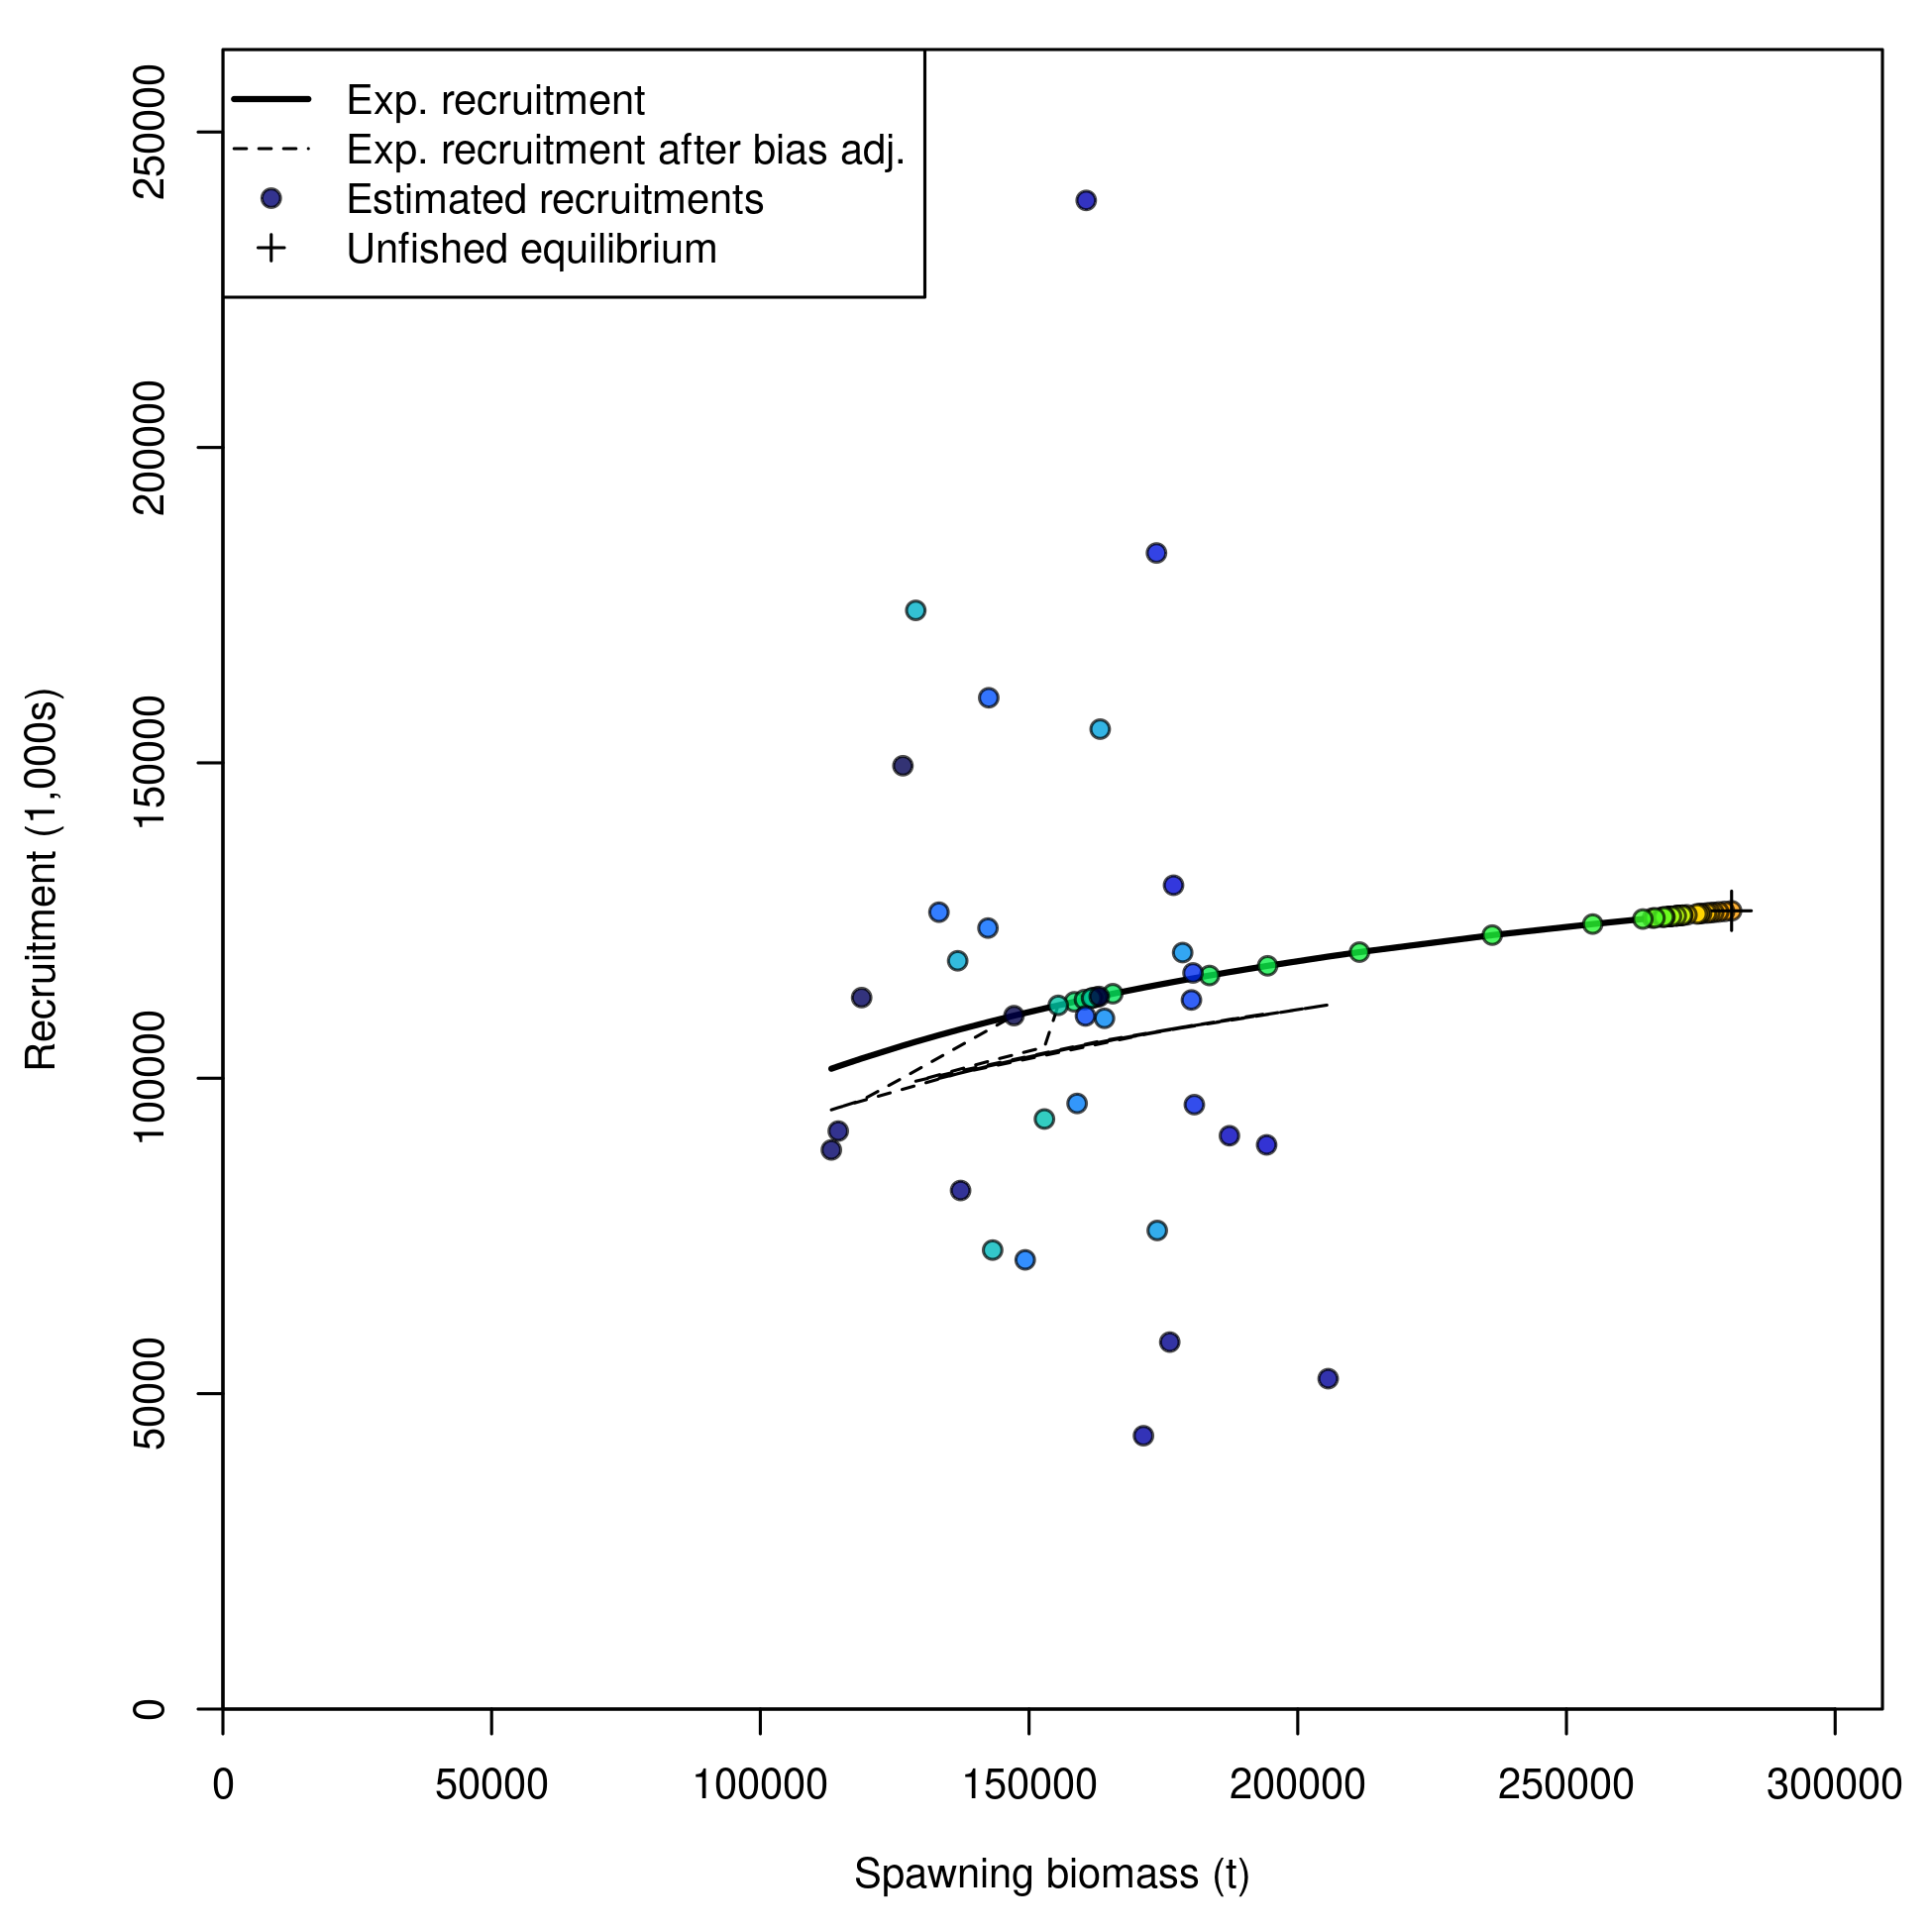 Exp. recruitment
Exp. recruitment after bias adj.
Estimated recruitments
Unfished equilibrium
Recruitment (1,000s)
250000
200000
150000
100000
50000
0
0 50000 100000 150000 200000 250000 300000
Spawning biomass (t)